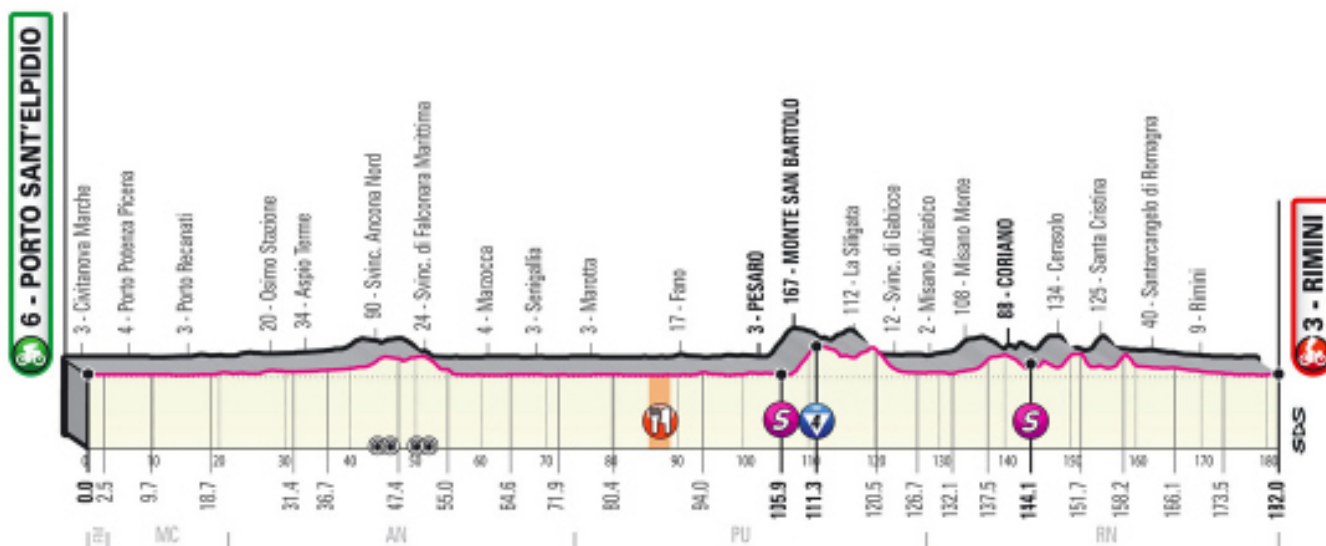 6 - PORTO SANT'ELPIDIO
3 - Civitanova Marche
4 - Porto Potenza Picena
3 - Porto Recanati
20 - Osimo Stazione
34 - Aspio Terme
90 - Svinc. Ancona Nord
24 - Svinc. di Falconara Marittima
4 - Marzocca
3 - Senigallia
3 - Marotta
17 - Fano
3 - PESARO
167 - MONTE SAN BARTOLO
112 - La Siligata
12 - Svinc. di Gabicce
2 - Misano Adriatico
108 - Misano Monte
88 - CORIANO
134 - Cerasolo
125 - Santa Cristina
40 - Santarcangelo di Romagna
9 - Rimini
3 - RIMINI
S
4
S
SDS
0 10 20 30 40 50 60 70 80 90 100 110 120 130 140 150 160 170 180
0.0 2.5 9.7 18.7 31.4 36.7 47.4 55.0 64.6 71.9 80.4 94.0 105.9 111.3 120.5 126.7 132.1 137.5 144.1 151.7 158.2 166.1 173.5 182.0
MC AN PU RN